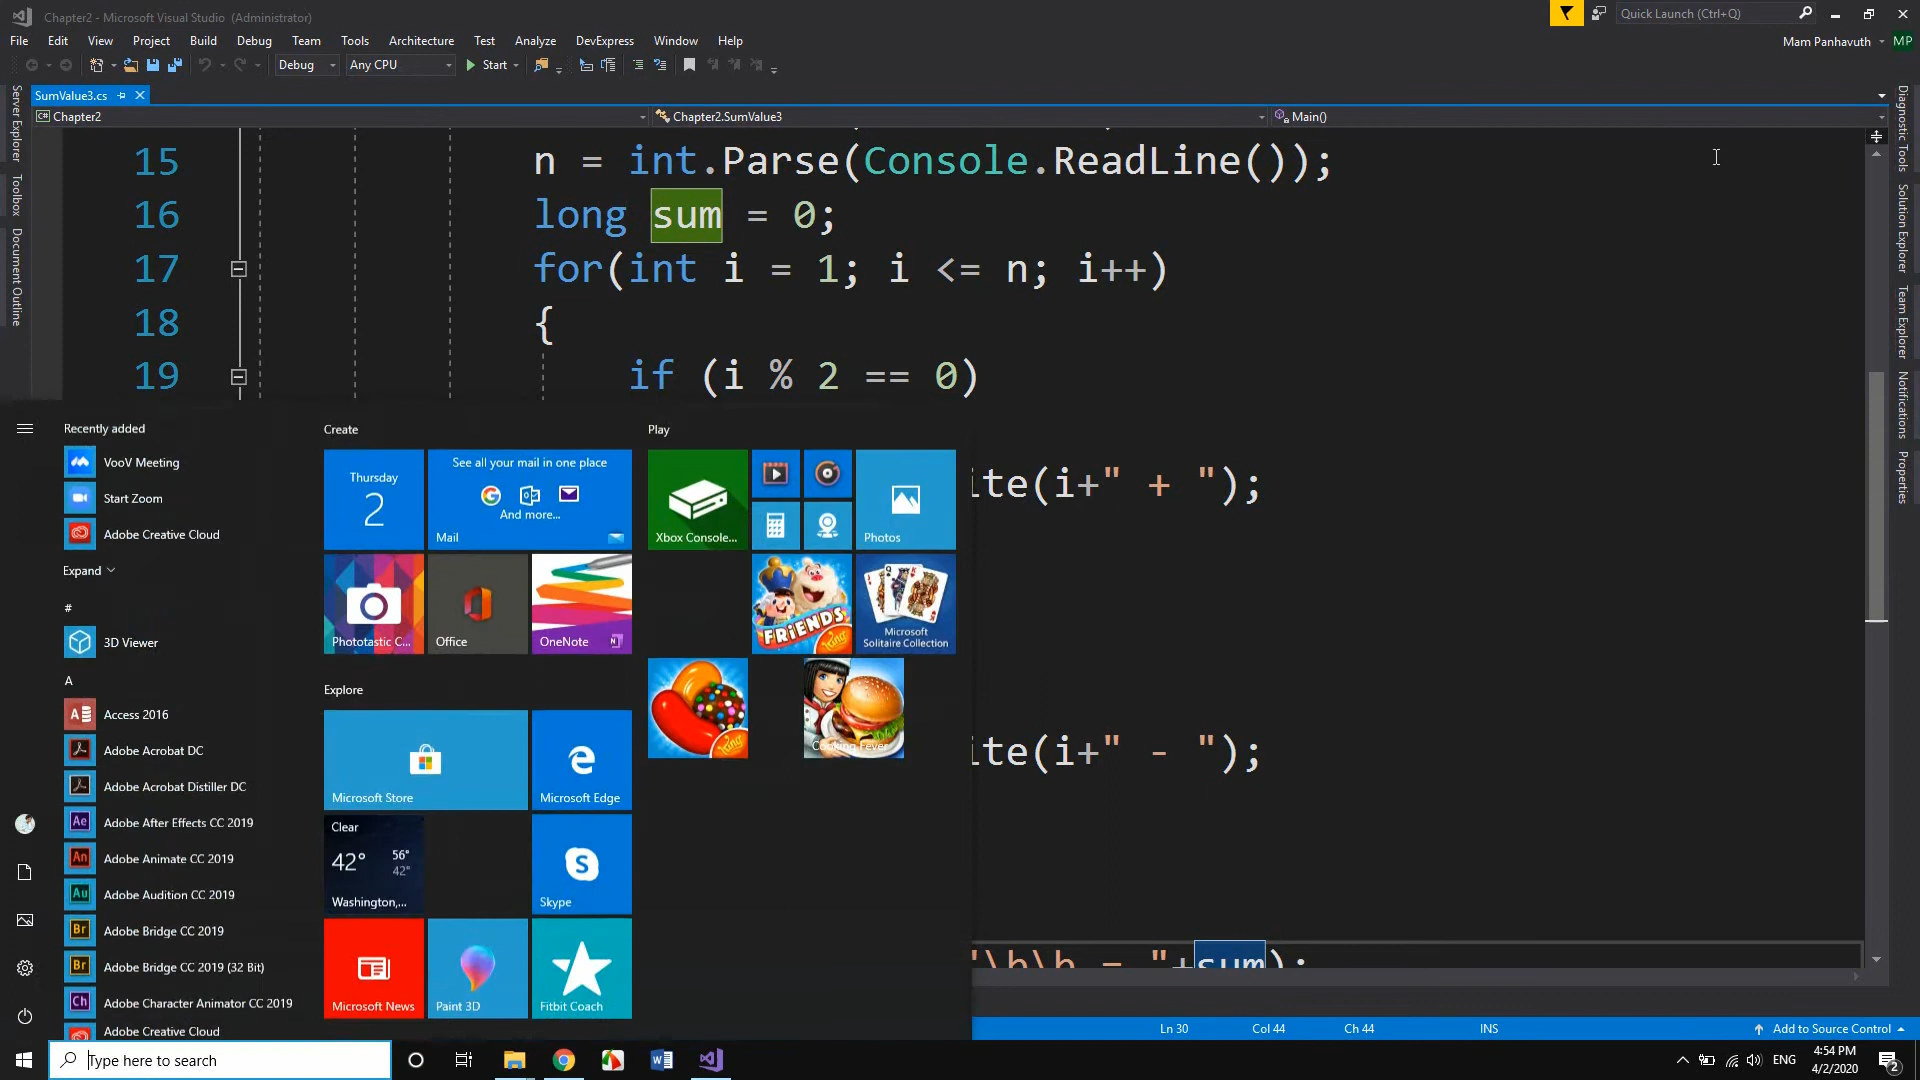 Chapter2 - Microsoft Visual Studio (Administrator)
Quick Launch (Ctrl+Q)
File Edit View Project Build Debug Team Tools Architecture Test Analyze DevExpress Window Help
Mam Panhavuth MP
Debug Any CPU Start
SumValue3.cs
Chapter2 Chapter2.SumValue3 Main()
Server Explorer
Toolbox
Document Outline
Diagnostic Tools
Solution Explorer
Team Explorer
Notifications
Properties
15 n = int.Parse(Console.ReadLine());
16 long sum = 0;
17 for(int i = 1; i <= n; i++)
18 {
19 if (i % 2 == 0)
ite(i+" + ");
ite(i+" - ");
"\b\b = "+sum);
Recently added
VooV Meeting
Start Zoom
Adobe Creative Cloud
Expand
#
3D Viewer
A
Access 2016
Adobe Acrobat DC
Adobe Acrobat Distiller DC
Adobe After Effects CC 2019
Adobe Animate CC 2019
Adobe Audition CC 2019
Adobe Bridge CC 2019
Adobe Bridge CC 2019 (32 Bit)
Adobe Character Animator CC 2019
Adobe Creative Cloud
Create
Thursday
2
See all your mail in one place
And more...
Mail
Phototastic C...
Office
OneNote
Explore
Microsoft Store
Microsoft Edge
Clear
42° 56°
42°
Washington,...
Skype
Microsoft News
Paint 3D
Fitbit Coach
Play
Xbox Console...
Photos
FRiENDS
King
Microsoft
Solitaire Collection
King
Cooking Fever
Ln 30 Col 44 Ch 44 INS Add to Source Control
Type here to search
ENG
4:54 PM
4/2/2020
2